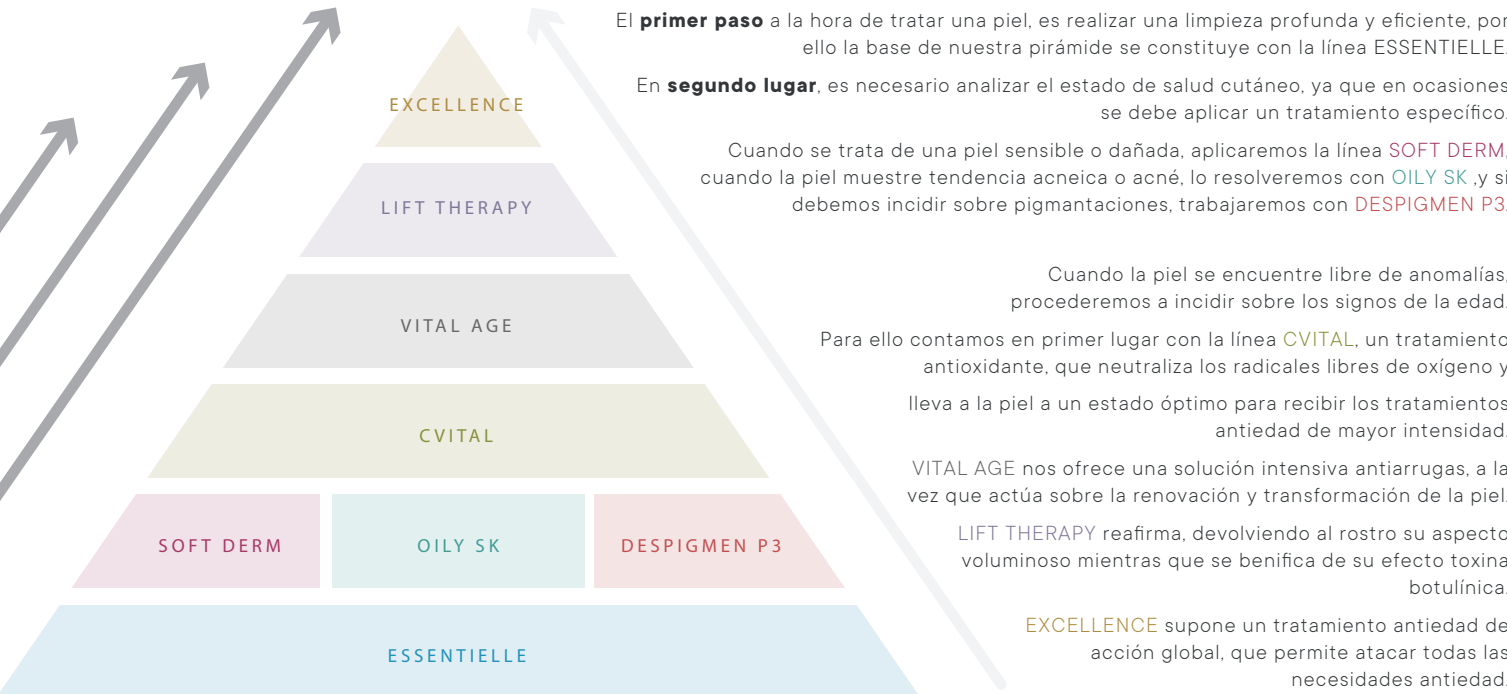 EXCELLENCE
LIFT THERAPY
VITAL AGE
CVITAL
SOFT DERM
OILY SK
DESPIGMEN P3
ESSENTIELLE
El primer paso a la hora de tratar una piel, es realizar una limpieza profunda y eficiente, por
ello la base de nuestra pirámide se constituye con la línea ESSENTIELLE.
En segundo lugar, es necesario analizar el estado de salud cutáneo, ya que en ocasiones
se debe aplicar un tratamiento específico.
Cuando se trata de una piel sensible o dañada, aplicaremos la línea SOFT DERM,
cuando la piel muestre tendencia acneica o acné, lo resolveremos con OILY SK ,y si
debemos incidir sobre pigmantaciones, trabajaremos con DESPIGMEN P3.
Cuando la piel se encuentre libre de anomalías,
procederemos a incidir sobre los signos de la edad.
Para ello contamos en primer lugar con la línea CVITAL, un tratamiento
antioxidante, que neutraliza los radicales libres de oxígeno y
lleva a la piel a un estado óptimo para recibir los tratamientos
antiedad de mayor intensidad.
VITAL AGE nos ofrece una solución intensiva antiarrugas, a la
vez que actúa sobre la renovación y transformación de la piel.
LIFT THERAPY reafirma, devolviendo al rostro su aspecto
voluminoso mientras que se benifica de su efecto toxina
botulínica.
EXCELLENCE supone un tratamiento antiedad de
acción global, que permite atacar todas las
necesidades antiedad.